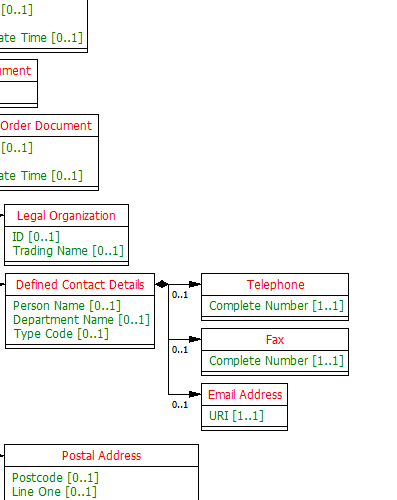 [0..1]
ate Time [0..1]
ument
Order Document
[0..1]
ate Time [0..1]
Legal Organization
ID [0..1]
Trading Name [0..1]
Defined Contact Details
Person Name [0..1]
Department Name [0..1]
Type Code [0..1]
0..1
Telephone
Complete Number [1..1]
0..1
Fax
Complete Number [1..1]
0..1
Email Address
URI [1..1]
Postal Address
Postcode [0..1]
Line One [0..1]